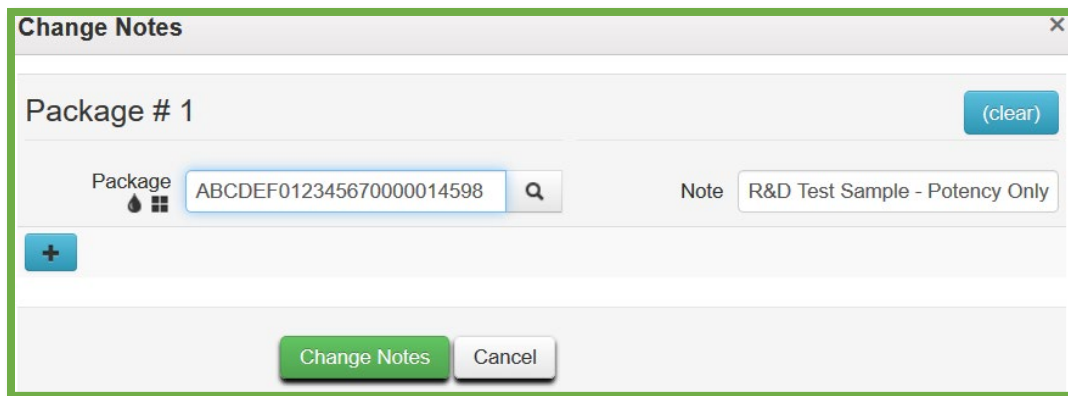 Change Notes
×
Package # 1
(clear)
Package
ABCDEF012345670000014598
Note
R&D Test Sample - Potency Only
+
Change Notes
Cancel